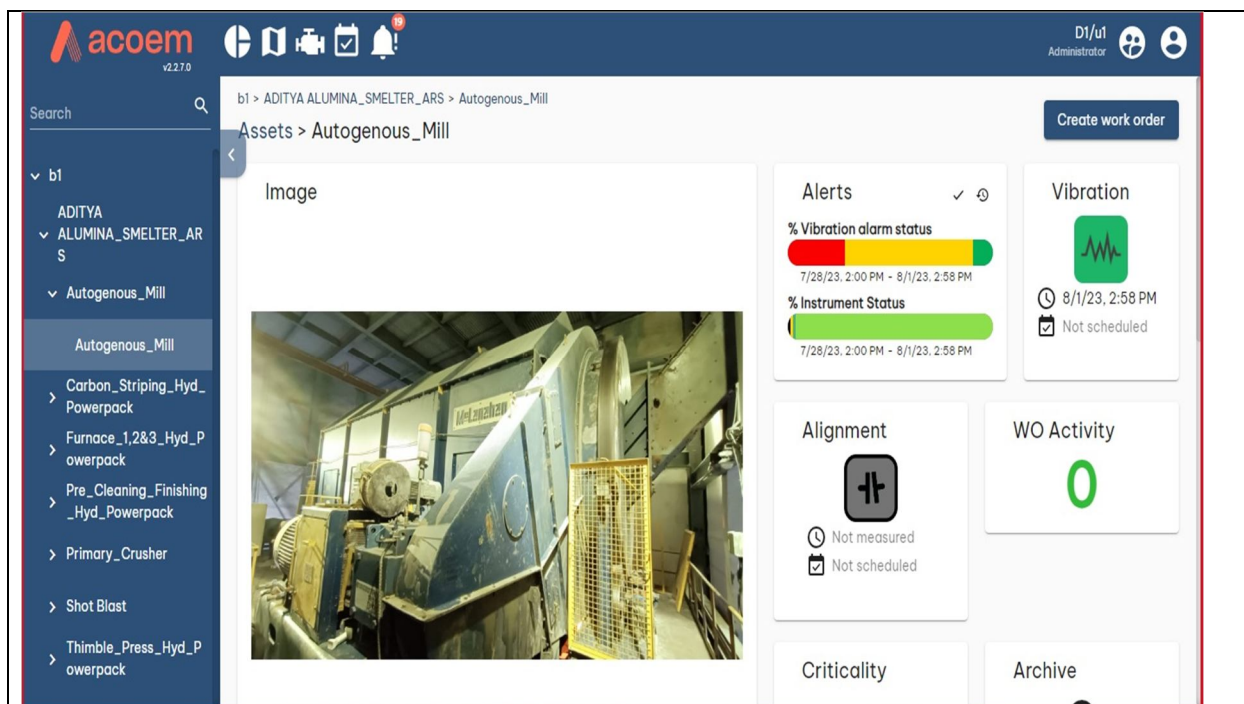 acoem
v2.2.7.0
19
D1/u1
Administrator
Search
b1
ADITYA
ALUMINA_SMELTER_AR
S
Autogenous_Mill
Autogenous_Mill
Carbon_Striping_Hyd_
Powerpack
Furnace_1,2&3_Hyd_P
owerpack
Pre_Cleaning_Finishing
_Hyd_Powerpack
Primary_Crusher
Shot Blast
Thimble_Press_Hyd_P
owerpack
b1 > ADITYA ALUMINA_SMELTER_ARS > Autogenous_Mill
Assets > Autogenous_Mill
Create work order
Image
Alerts
% Vibration alarm status
7/28/23, 2:00 PM - 8/1/23, 2:58 PM
% Instrument Status
7/28/23, 2:00 PM - 8/1/23, 2:58 PM
Vibration
8/1/23, 2:58 PM
Not scheduled
Alignment
Not measured
Not scheduled
WO Activity
0
Criticality
Archive